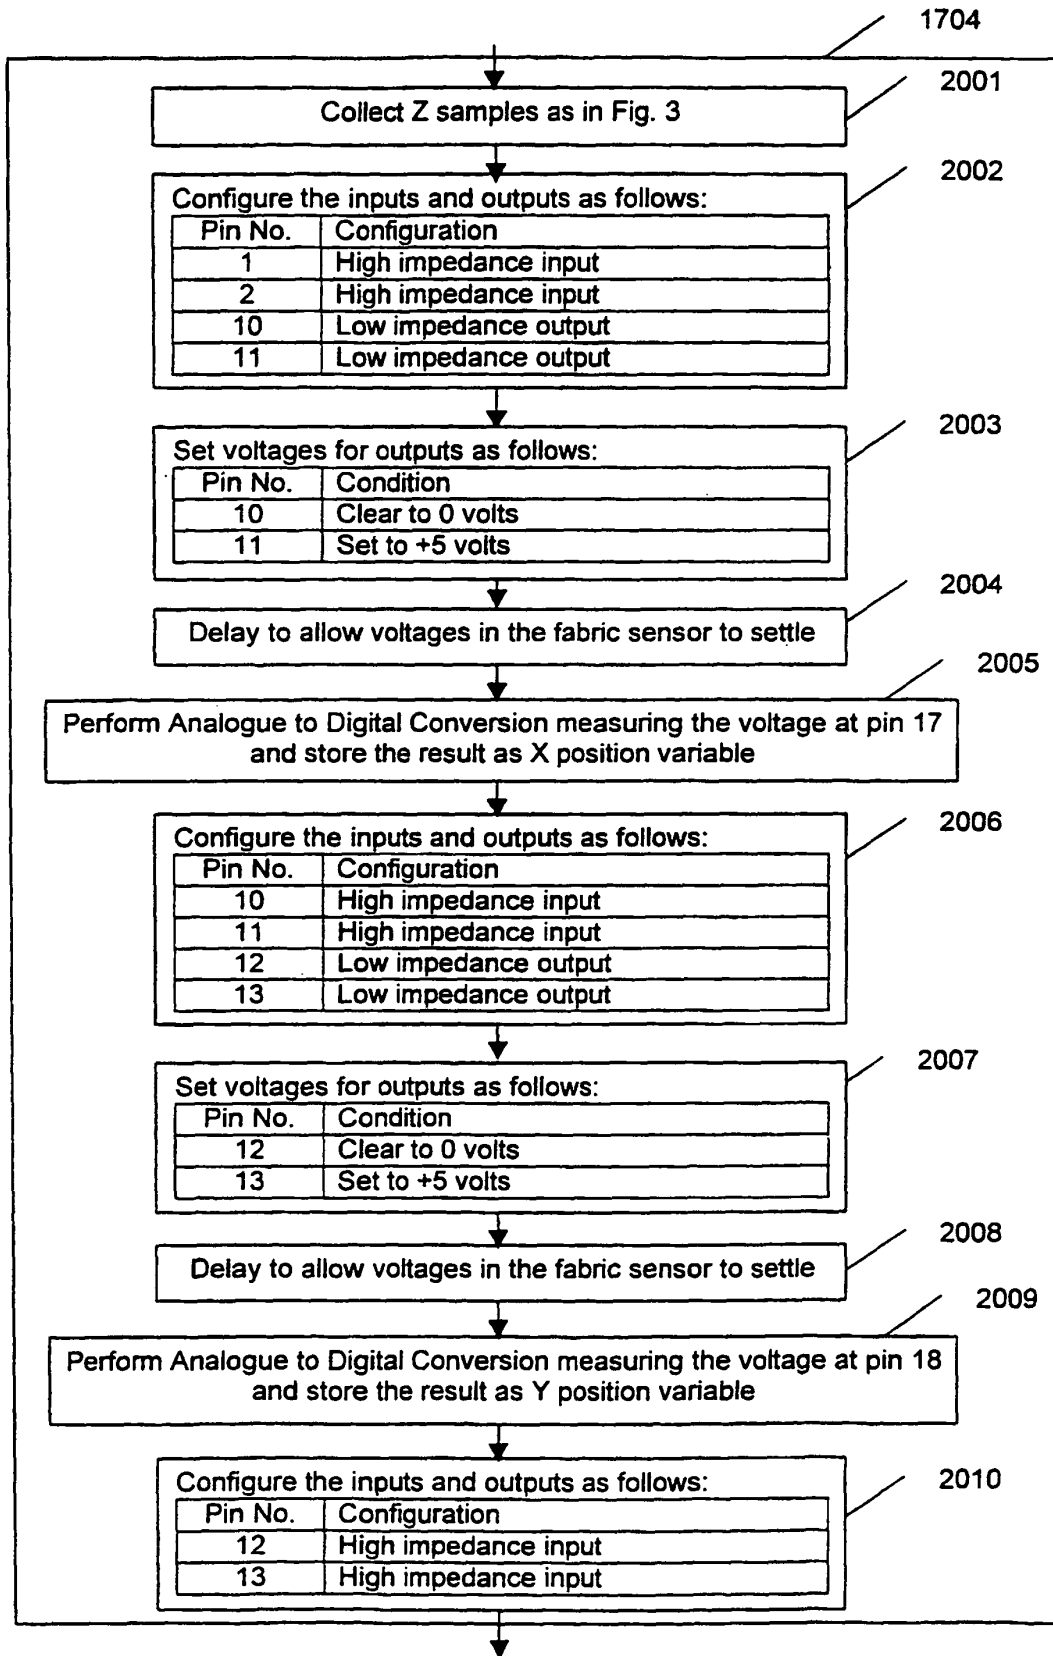 1704
2001
Collect Z samples as in Fig. 3
2002
Configure the inputs and outputs as follows:
Pin No. Configuration
1 High impedance input
2 High impedance input
10 Low impedance output
11 Low impedance output
2003
Set voltages for outputs as follows:
Pin No. Condition
10 Clear to 0 volts
11 Set to +5 volts
2004
Delay to allow voltages in the fabric sensor to settle
2005
Perform Analogue to Digital Conversion measuring the voltage at pin 17
and store the result as X position variable
2006
Configure the inputs and outputs as follows:
Pin No. Configuration
10 High impedance input
11 High impedance input
12 Low impedance output
13 Low impedance output
2007
Set voltages for outputs as follows:
Pin No. Condition
12 Clear to 0 volts
13 Set to +5 volts
2008
Delay to allow voltages in the fabric sensor to settle
2009
Perform Analogue to Digital Conversion measuring the voltage at pin 18
and store the result as Y position variable
2010
Configure the inputs and outputs as follows:
Pin No. Configuration
12 High impedance input
13 High impedance input